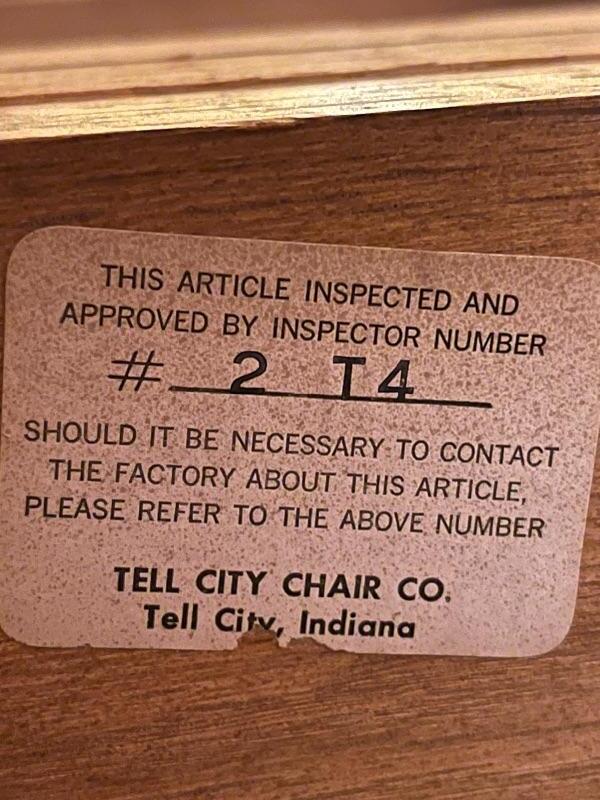 THIS ARTICLE INSPECTED AND
APPROVED BY INSPECTOR NUMBER
# 2 T4
SHOULD IT BE NECESSARY TO CONTACT
THE FACTORY ABOUT THIS ARTICLE,
PLEASE REFER TO THE ABOVE NUMBER
TELL CITY CHAIR CO.
Tell City, Indiana